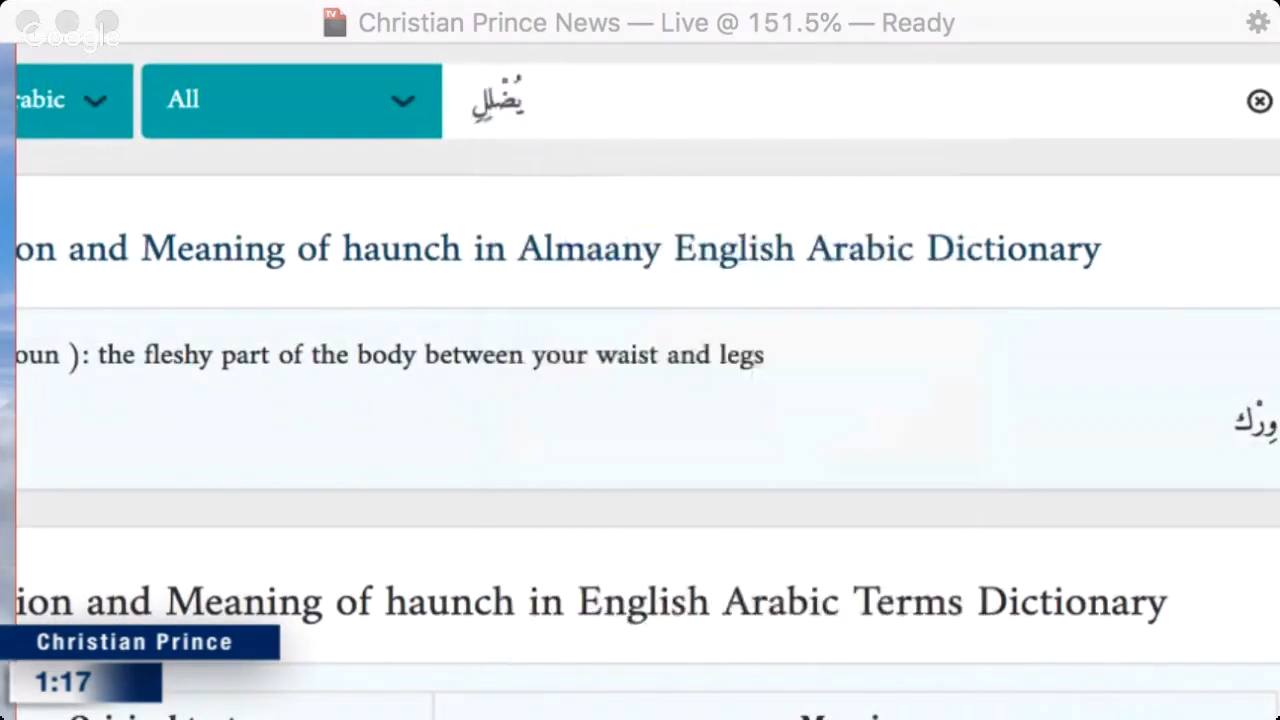 Christian Prince News — Live @ 151.5% — Ready
Google
rabic
All
يُضْلِلِ
on and Meaning of haunch in Almaany English Arabic Dictionary
oun ): the fleshy part of the body between your waist and legs
وِرْك
ion and Meaning of haunch in English Arabic Terms Dictionary
Christian Prince
1:17